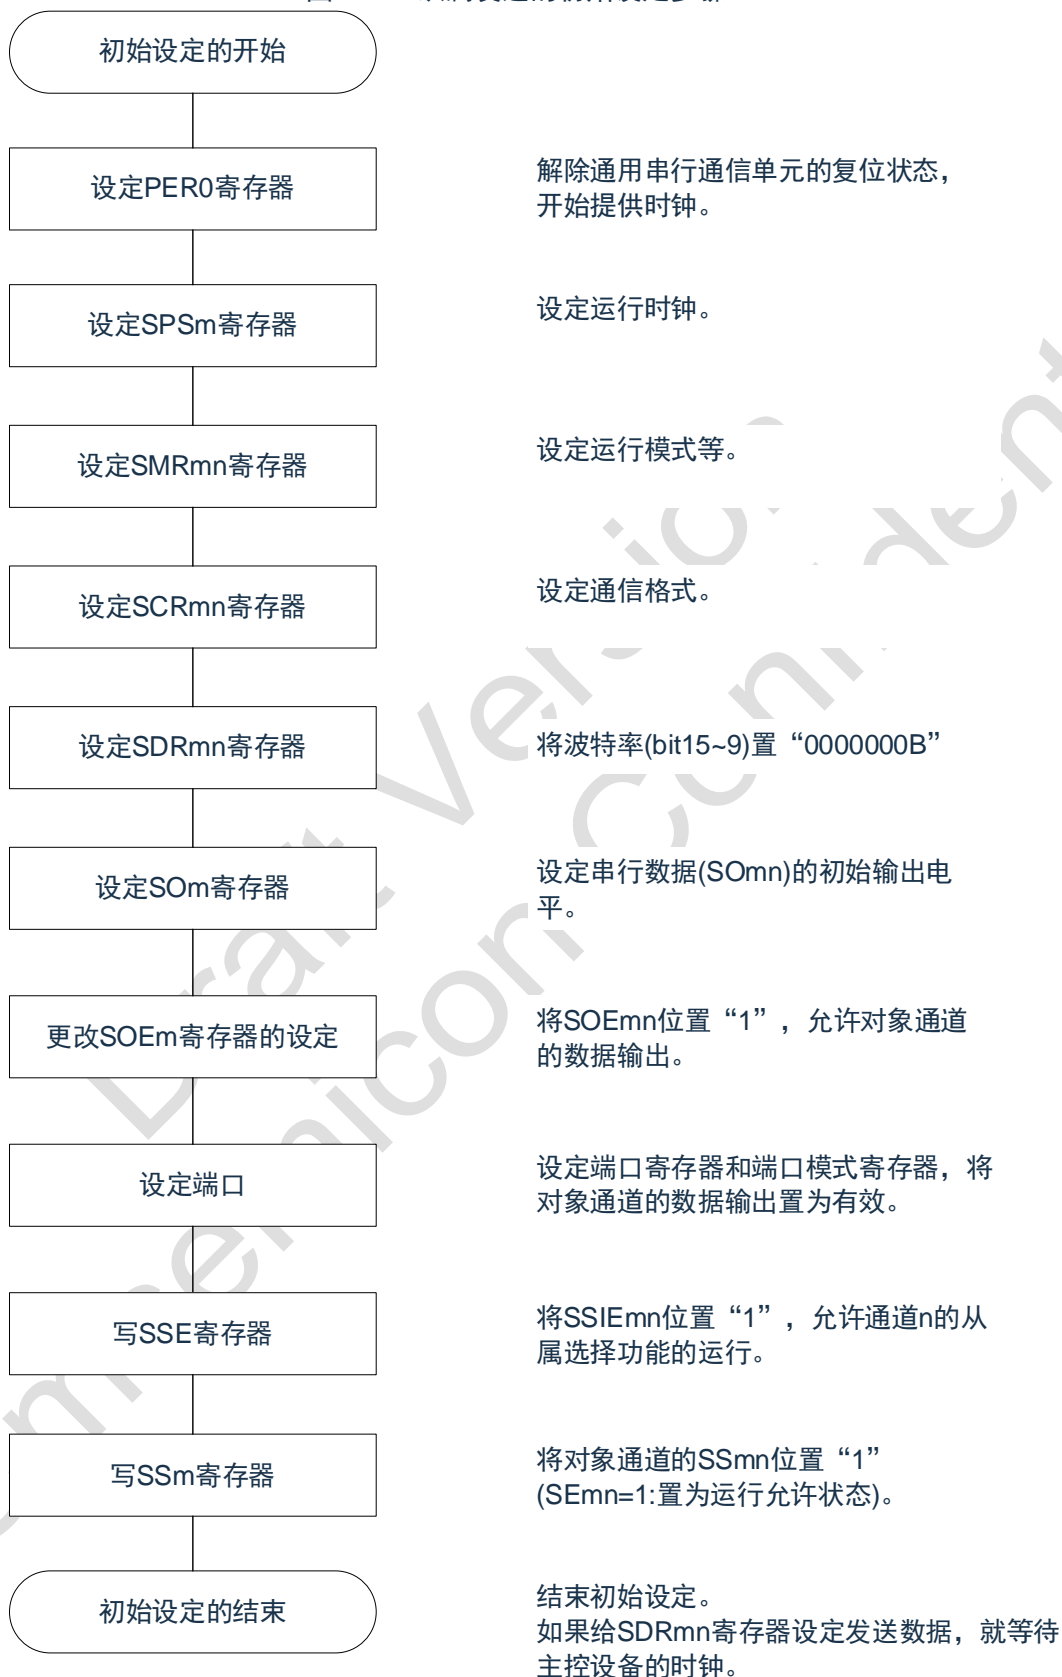 初始设定的开始
设定PER0寄存器
解除通用串行通信单元的复位状态，
开始提供时钟。
设定SPSm寄存器
设定运行时钟。
设定SMRmn寄存器
设定运行模式等。
设定SCRmn寄存器
设定通信格式。
设定SDRmn寄存器
将波特率(bit15~9)置“0000000B”
设定SOm寄存器
设定串行数据(SOmn)的初始输出电
平。
更改SOEm寄存器的设定
将SOEmn位置“1”，允许对象通道
的数据输出。
设定端口
设定端口寄存器和端口模式寄存器，将
对象通道的数据输出置为有效。
写SSE寄存器
将SSIEmn位置“1”，允许通道n的从
属选择功能的运行。
写SSm寄存器
将对象通道的SSmn位置“1”
(SEmn=1:置为运行允许状态)。
初始设定的结束
结束初始设定。
如果给SDRmn寄存器设定发送数据，就等待
主控设备的时钟。